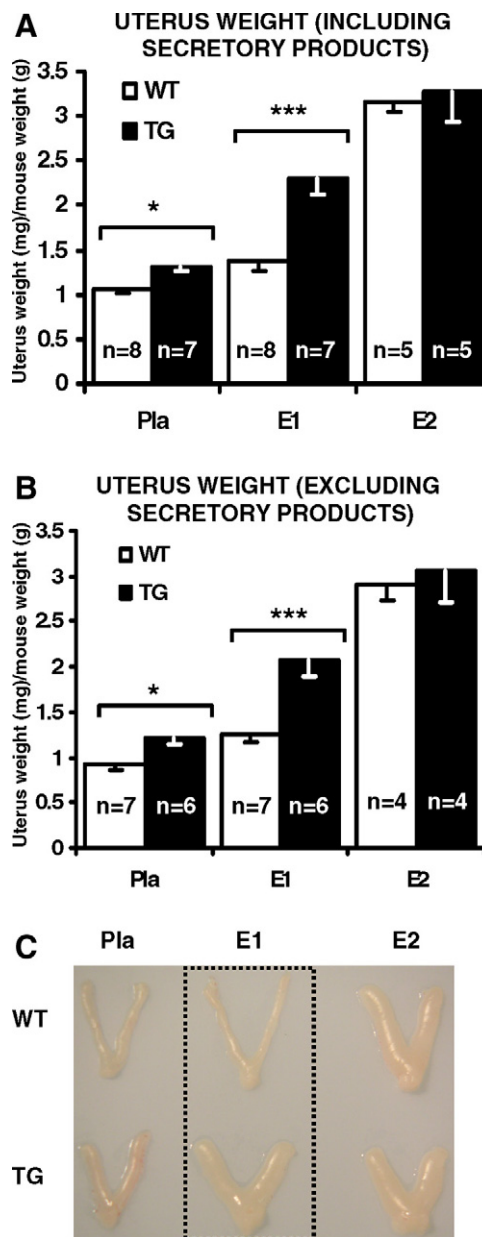 A UTERUS WEIGHT (INCLUDING
SECRETORY PRODUCTS)
Uterus weight (mg)/mouse weight (g)
3.5
3
2.5
2
1.5
1
0.5
0
WT
TG
*
***
n=8 n=7 n=8 n=7 n=5 n=5
Pla E1 E2
B UTERUS WEIGHT (EXCLUDING
SECRETORY PRODUCTS)
Uterus weight (mg)/mouse weight (g)
3.5
3
2.5
2
1.5
1
0.5
0
WT
TG
*
***
n=7 n=6 n=7 n=6 n=4 n=4
Pla E1 E2
C Pla E1 E2
WT
TG